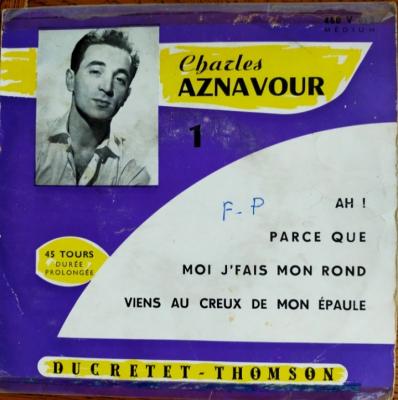 460 V
MÉDIUM
Charles
AZNAVOUR
1
F-P
AH !
PARCE QUE
MOI J'FAIS MON ROND
VIENS AU CREUX DE MON ÉPAULE
45 TOURS
DURÉE
PROLONGÉE
DUCRETET-THOMSON